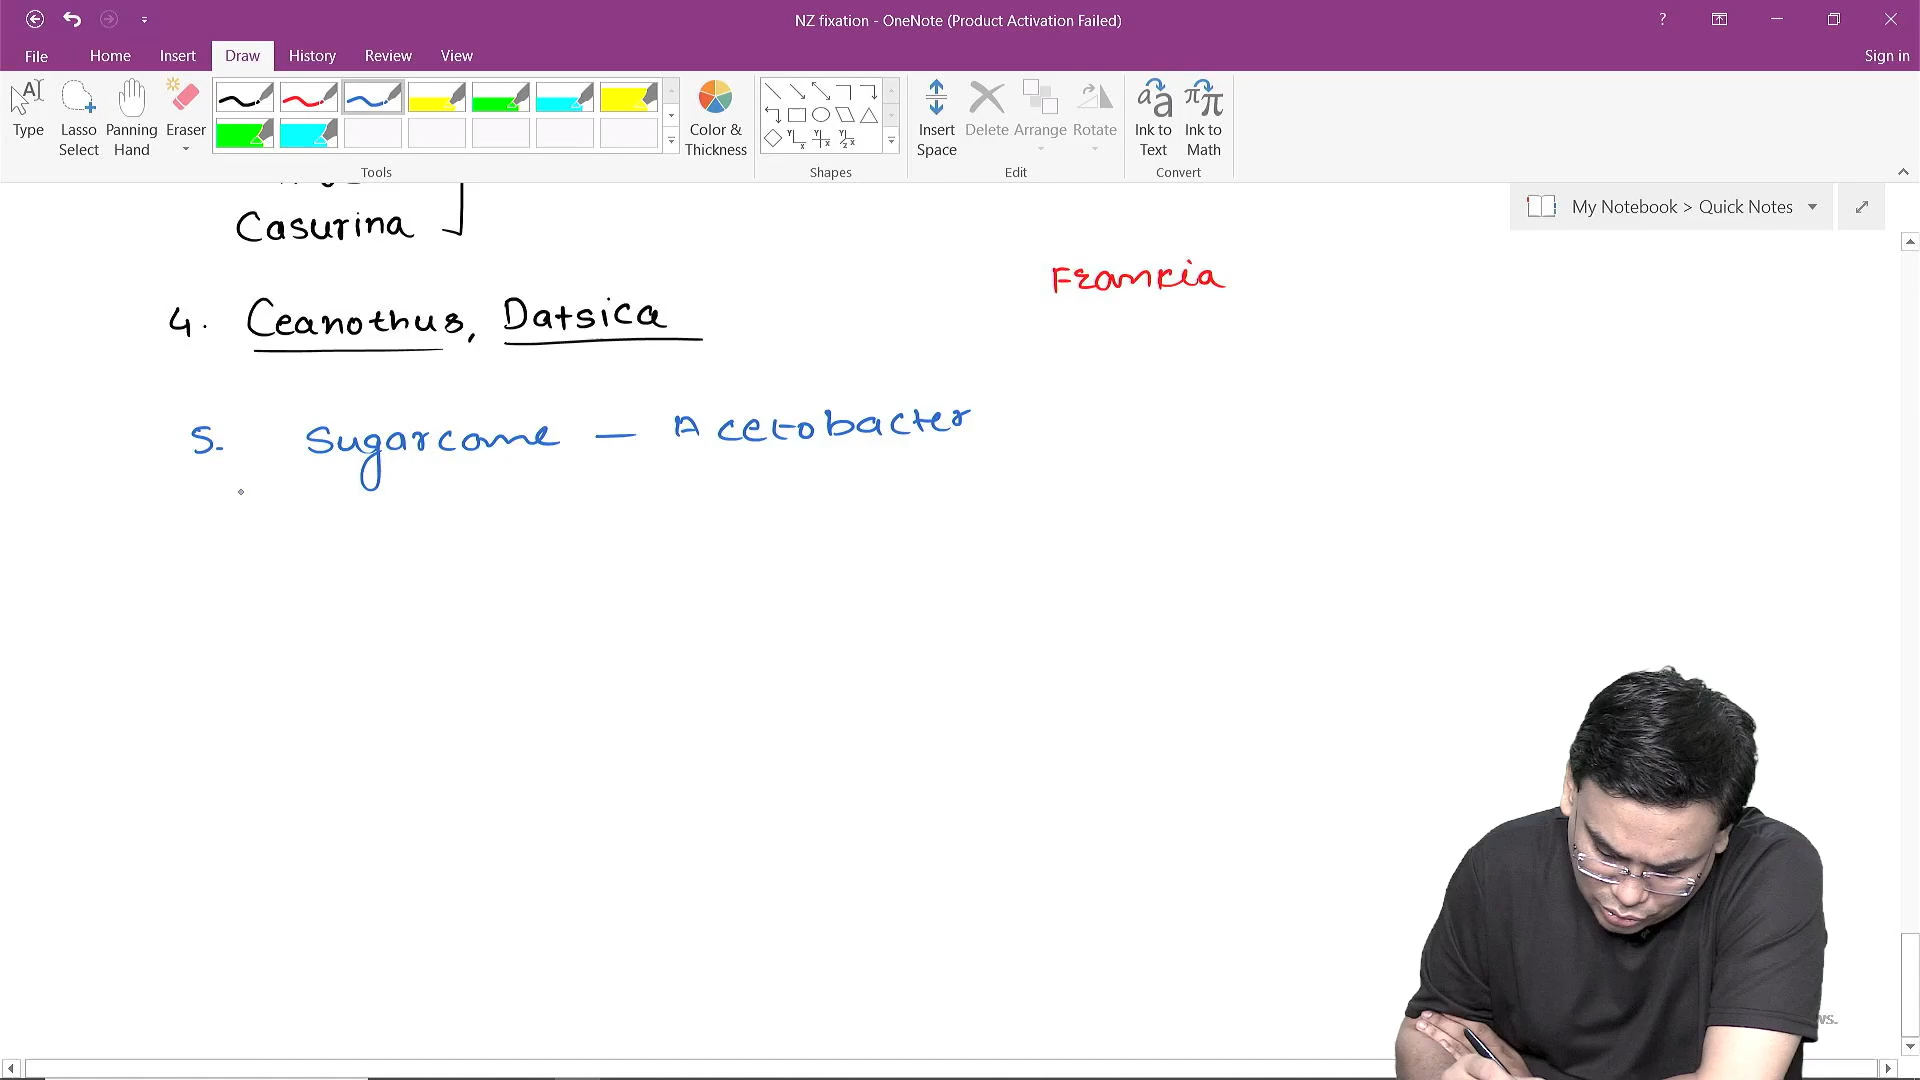 NZ fixation - OneNote (Product Activation Failed)
File Home Insert Draw History Review View Sign in
Type Lasso Select Panning Hand Eraser Color & Thickness Insert Space Delete Arrange Rotate Ink to Text Ink to Math
Tools Shapes Edit Convert
My Notebook > Quick Notes
Casurina
Frankia
4. Ceanothus, Datsica
5. Sugarcane — Acetobacter